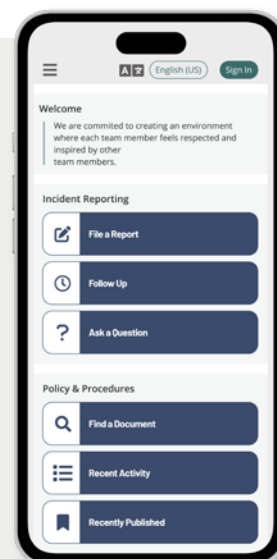 A 文 English (US) Sign In
Welcome
We are commited to creating an environment
where each team member feels respected and
inspired by other
team members.
Incident Reporting
File a Report
Follow Up
? Ask a Question
Policy & Procedures
Find a Document
Recent Activity
Recently Published